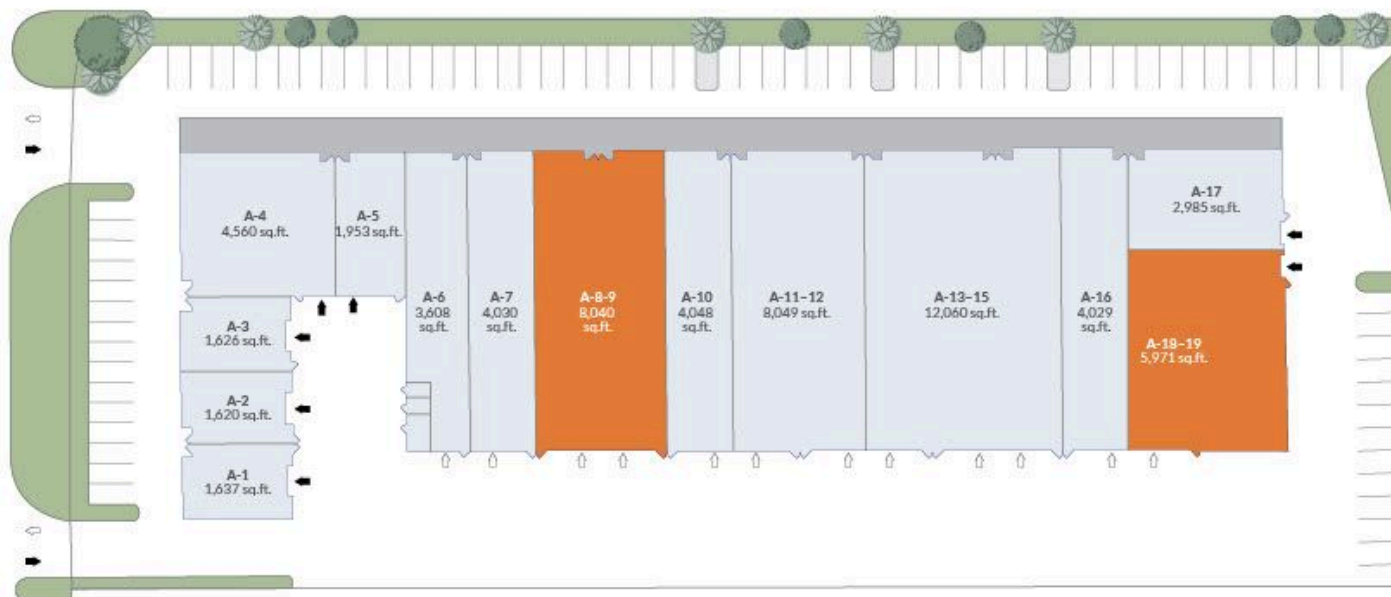 A-4
4,560 sq.ft.
A-5
1,953 sq.ft.
A-17
2,985 sq.ft.
A-6
3,608
sq.ft.
A-7
4,030
sq.ft.
A-8-9
8,040
sq.ft.
A-10
4,048
sq.ft.
A-11–12
8,049 sq.ft.
A-13–15
12,060 sq.ft.
A-16
4,029
sq.ft.
A-3
1,626 sq.ft.
A-18–19
5,971 sq.ft.
A-2
1,620 sq.ft.
A-1
1,637 sq.ft.